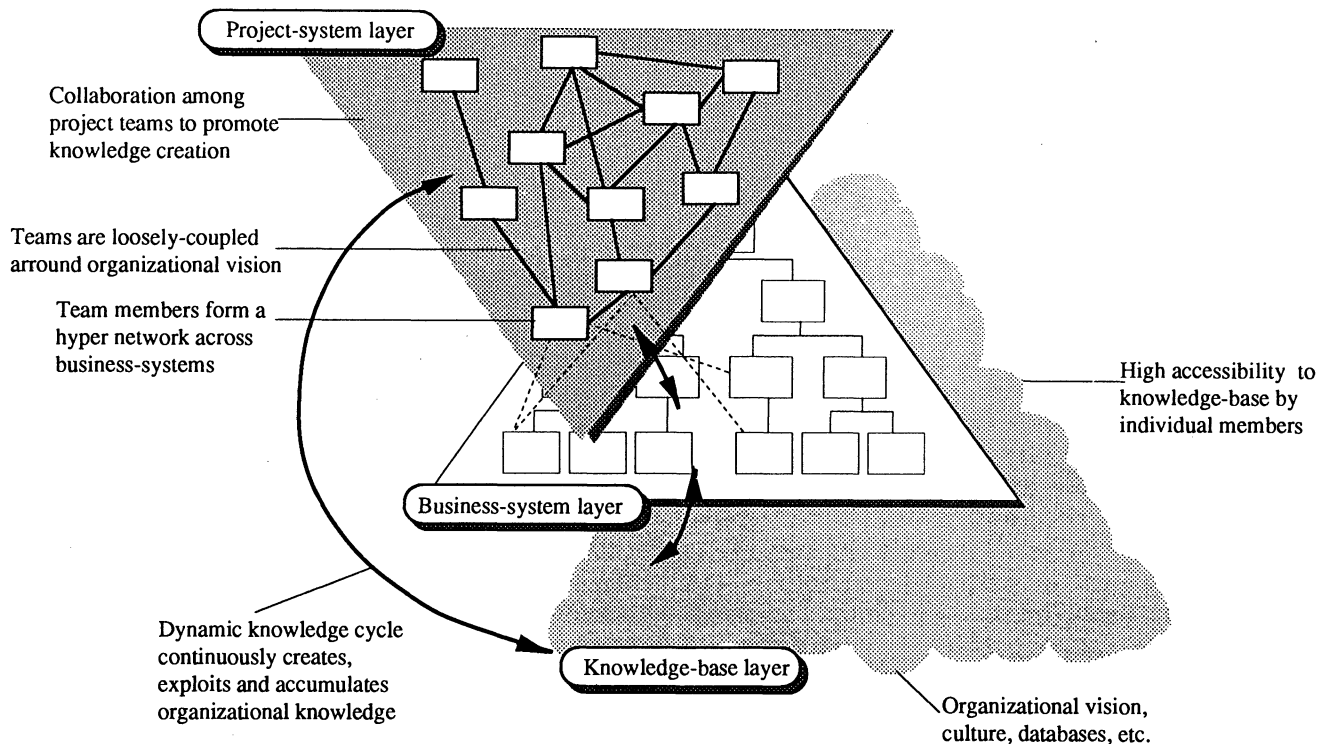 Project-system layer
Collaboration among
project teams to promote
knowledge creation
Teams are loosely-coupled
arround organizational vision
Team members form a
hyper network across
business-systems
High accessibility to
knowledge-base by
individual members
Business-system layer
Dynamic knowledge cycle
continuously creates,
exploits and accumulates
organizational knowledge
Knowledge-base layer
Organizational vision,
culture, databases, etc.